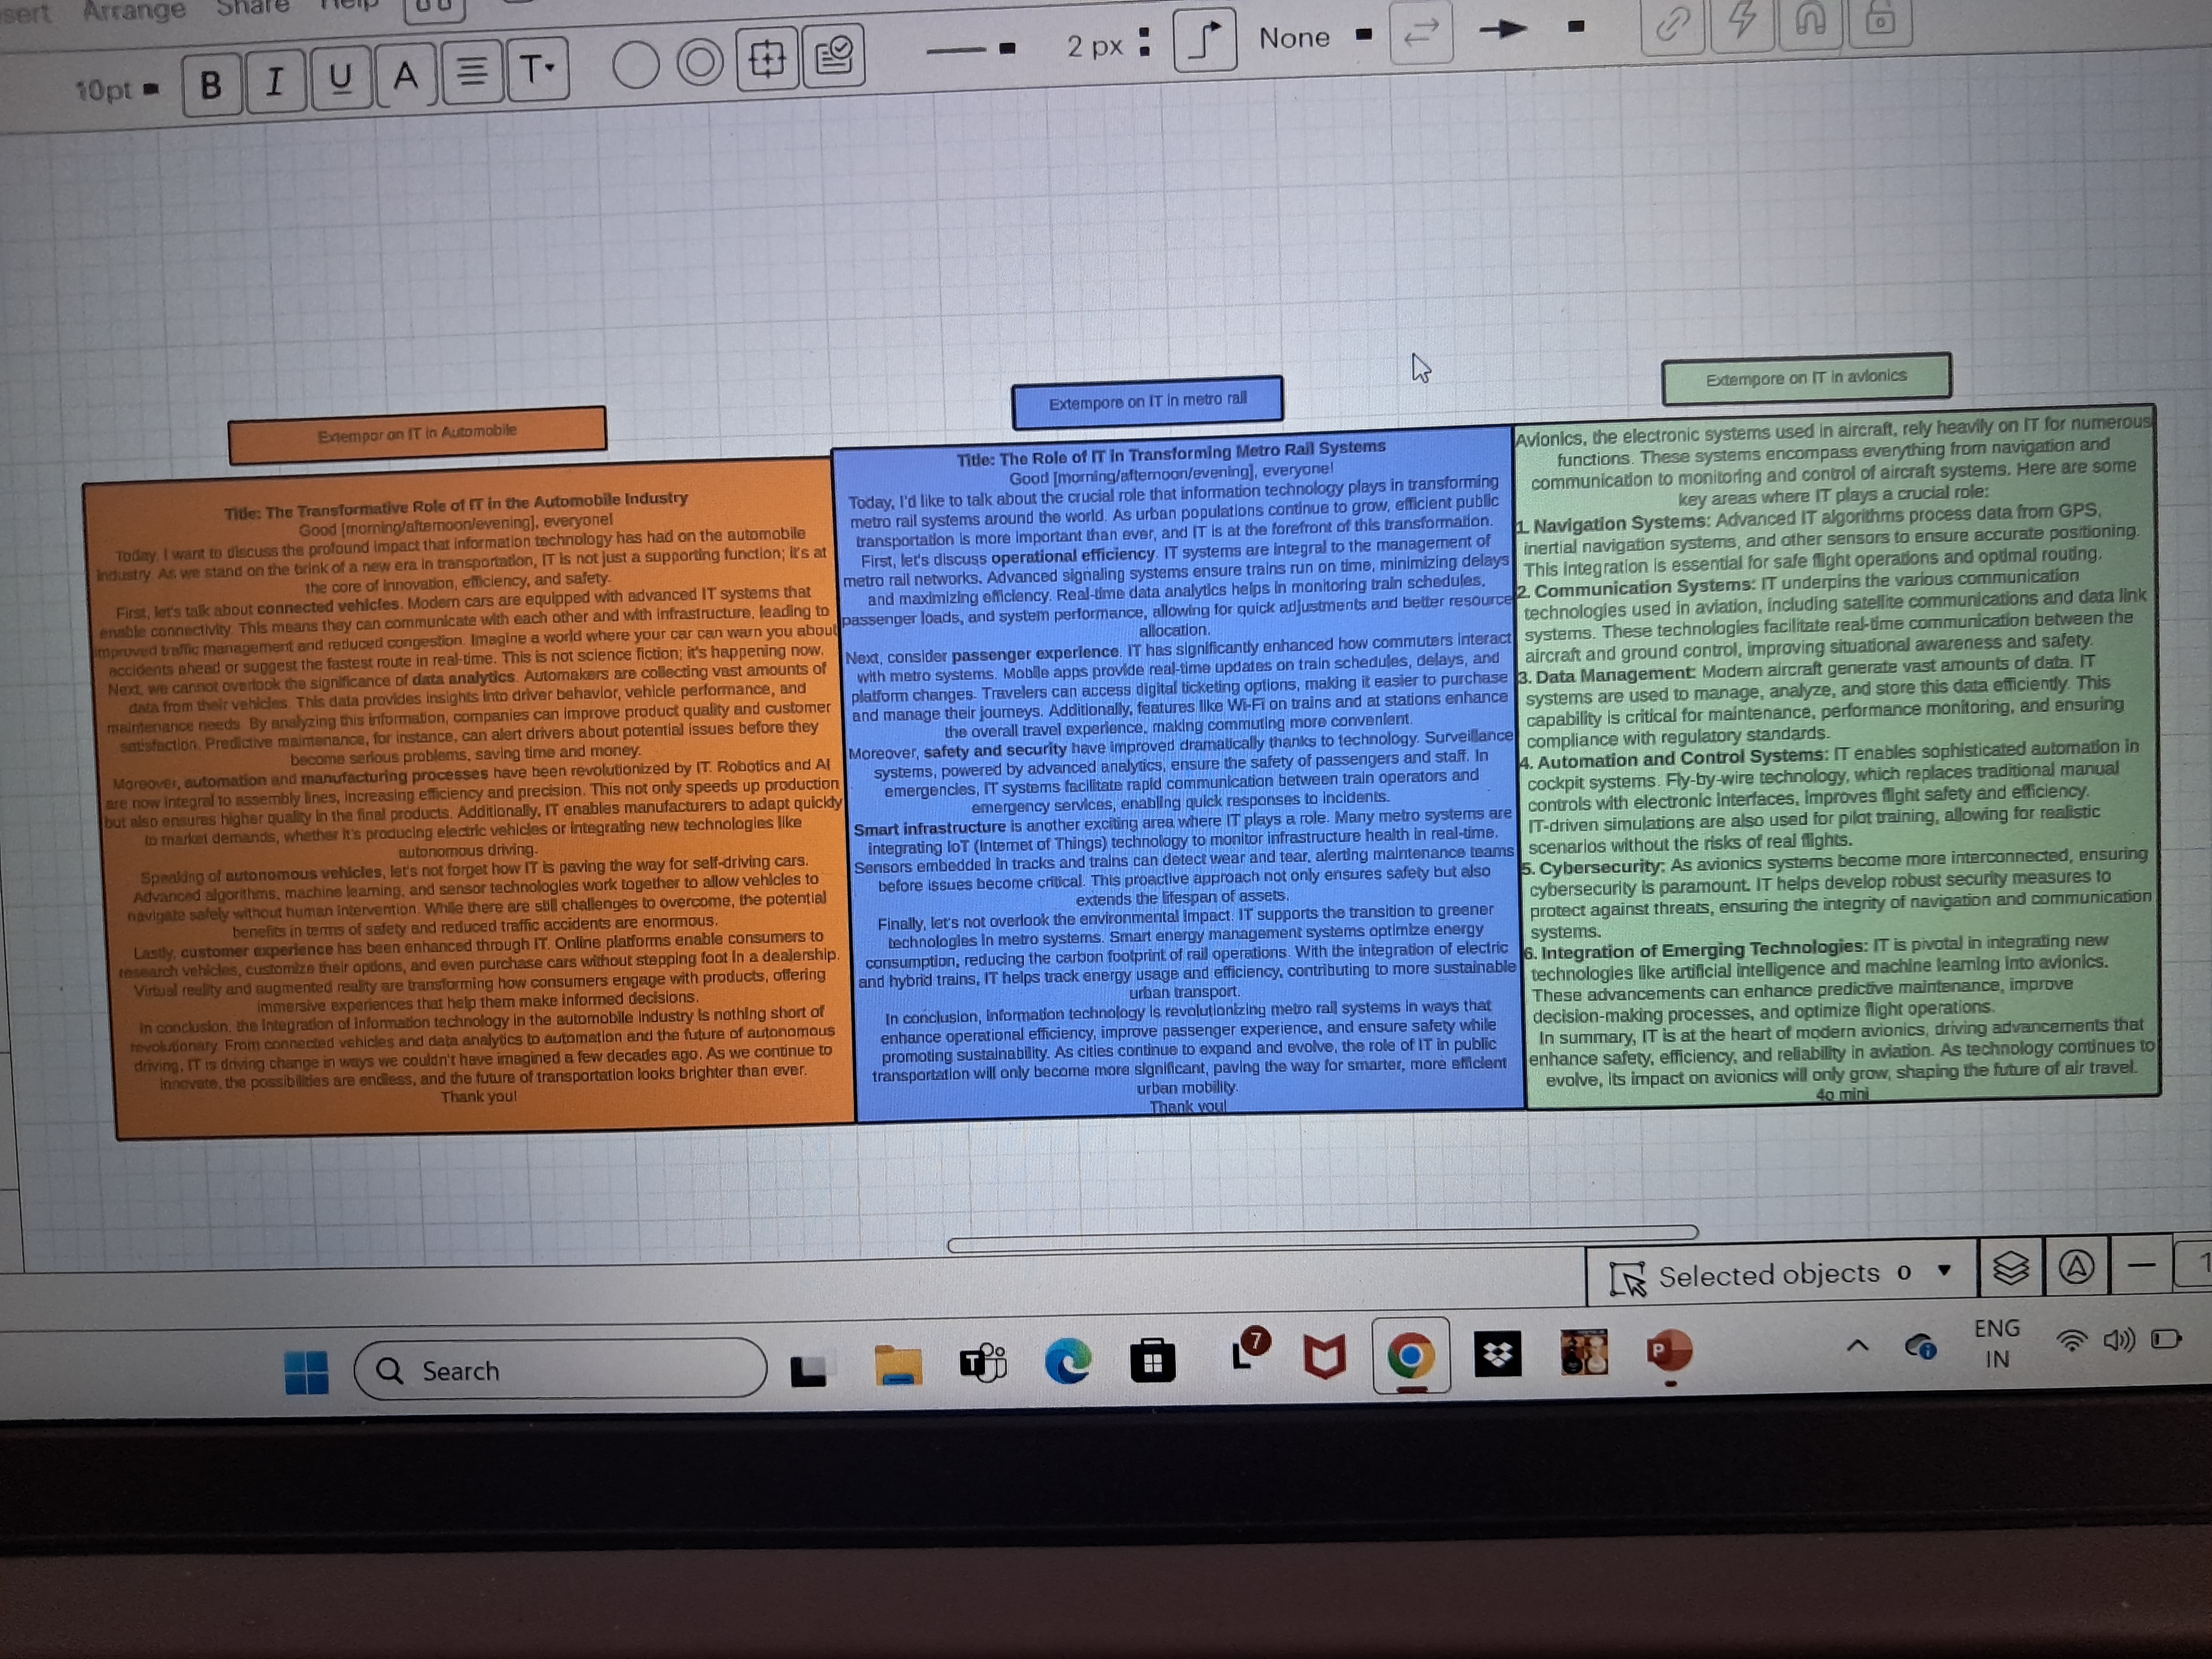 sert Arrange Share Help
10pt B I U A T 2 px None
Extempor on IT in Automobile
Title: The Transformative Role of IT in the Automobile Industry
Good [morning/afternoon/evening], everyone!
Today, I want to discuss the profound impact that information technology has had on the automobile
industry. As we stand on the brink of a new era in transportation, IT is not just a supporting function; it's at
the core of innovation, efficiency, and safety.
First, let's talk about connected vehicles. Modern cars are equipped with advanced IT systems that
enable connectivity. This means they can communicate with each other and with infrastructure, leading to
improved traffic management and reduced congestion. Imagine a world where your car can warn you about
accidents ahead or suggest the fastest route in real-time. This is not science fiction; it's happening now.
Next, we cannot overlook the significance of data analytics. Automakers are collecting vast amounts of
data from their vehicles. This data provides insights into driver behavior, vehicle performance, and
maintenance needs. By analyzing this information, companies can improve product quality and customer
satisfaction. Predictive maintenance, for instance, can alert drivers about potential issues before they
become serious problems, saving time and money.
Moreover, automation and manufacturing processes have been revolutionized by IT. Robotics and AI
are now integral to assembly lines, increasing efficiency and precision. This not only speeds up production
but also ensures higher quality in the final products. Additionally, IT enables manufacturers to adapt quickly
to market demands, whether it's producing electric vehicles or integrating new technologies like
autonomous driving.
Speaking of autonomous vehicles, let's not forget how IT is paving the way for self-driving cars.
Advanced algorithms, machine learning, and sensor technologies work together to allow vehicles to
navigate safely without human intervention. While there are still challenges to overcome, the potential
benefits in terms of safety and reduced traffic accidents are enormous.
Lastly, customer experience has been enhanced through IT. Online platforms enable consumers to
research vehicles, customize their options, and even purchase cars without stepping foot in a dealership.
Virtual reality and augmented reality are transforming how consumers engage with products, offering
immersive experiences that help them make informed decisions.
In conclusion, the integration of information technology in the automobile industry is nothing short of
revolutionary. From connected vehicles and data analytics to automation and the future of autonomous
driving, IT is driving change in ways we couldn't have imagined a few decades ago. As we continue to
innovate, the possibilities are endless, and the future of transportation looks brighter than ever.
Thank you!
Extempore on IT in metro rail
Title: The Role of IT in Transforming Metro Rail Systems
Good [morning/afternoon/evening], everyone!
Today, I'd like to talk about the crucial role that information technology plays in transforming
metro rail systems around the world. As urban populations continue to grow, efficient public
transportation is more important than ever, and IT is at the forefront of this transformation.
First, let's discuss operational efficiency. IT systems are integral to the management of
metro rail networks. Advanced signaling systems ensure trains run on time, minimizing delays
and maximizing efficiency. Real-time data analytics helps in monitoring train schedules,
passenger loads, and system performance, allowing for quick adjustments and better resource
allocation.
Next, consider passenger experience. IT has significantly enhanced how commuters interact
with metro systems. Mobile apps provide real-time updates on train schedules, delays, and
platform changes. Travelers can access digital ticketing options, making it easier to purchase
and manage their journeys. Additionally, features like Wi-Fi on trains and at stations enhance
the overall travel experience, making commuting more convenient.
Moreover, safety and security have improved dramatically thanks to technology. Surveillance
systems, powered by advanced analytics, ensure the safety of passengers and staff. In
emergencies, IT systems facilitate rapid communication between train operators and
emergency services, enabling quick responses to incidents.
Smart infrastructure is another exciting area where IT plays a role. Many metro systems are
integrating IoT (Internet of Things) technology to monitor infrastructure health in real-time.
Sensors embedded in tracks and trains can detect wear and tear, alerting maintenance teams
before issues become critical. This proactive approach not only ensures safety but also
extends the lifespan of assets.
Finally, let's not overlook the environmental impact. IT supports the transition to greener
technologies in metro systems. Smart energy management systems optimize energy
consumption, reducing the carbon footprint of rail operations. With the integration of electric
and hybrid trains, IT helps track energy usage and efficiency, contributing to more sustainable
urban transport.
In conclusion, information technology is revolutionizing metro rail systems in ways that
enhance operational efficiency, improve passenger experience, and ensure safety while
promoting sustainability. As cities continue to expand and evolve, the role of IT in public
transportation will only become more significant, paving the way for smarter, more efficient
urban mobility.
Thank you!
Extempore on IT in avionics
Avionics, the electronic systems used in aircraft, rely heavily on IT for numerous
functions. These systems encompass everything from navigation and
communication to monitoring and control of aircraft systems. Here are some
key areas where IT plays a crucial role:
1. Navigation Systems: Advanced IT algorithms process data from GPS,
inertial navigation systems, and other sensors to ensure accurate positioning.
This integration is essential for safe flight operations and optimal routing.
2. Communication Systems: IT underpins the various communication
technologies used in aviation, including satellite communications and data link
systems. These technologies facilitate real-time communication between the
aircraft and ground control, improving situational awareness and safety.
3. Data Management: Modern aircraft generate vast amounts of data. IT
systems are used to manage, analyze, and store this data efficiently. This
capability is critical for maintenance, performance monitoring, and ensuring
compliance with regulatory standards.
4. Automation and Control Systems: IT enables sophisticated automation in
cockpit systems. Fly-by-wire technology, which replaces traditional manual
controls with electronic interfaces, improves flight safety and efficiency.
IT-driven simulations are also used for pilot training, allowing for realistic
scenarios without the risks of real flights.
5. Cybersecurity: As avionics systems become more interconnected, ensuring
cybersecurity is paramount. IT helps develop robust security measures to
protect against threats, ensuring the integrity of navigation and communication
systems.
6. Integration of Emerging Technologies: IT is pivotal in integrating new
technologies like artificial intelligence and machine learning into avionics.
These advancements can enhance predictive maintenance, improve
decision-making processes, and optimize flight operations.
In summary, IT is at the heart of modern avionics, driving advancements that
enhance safety, efficiency, and reliability in aviation. As technology continues to
evolve, its impact on avionics will only grow, shaping the future of air travel.
4o mini
Selected objects 0
Search
7
ENG
IN